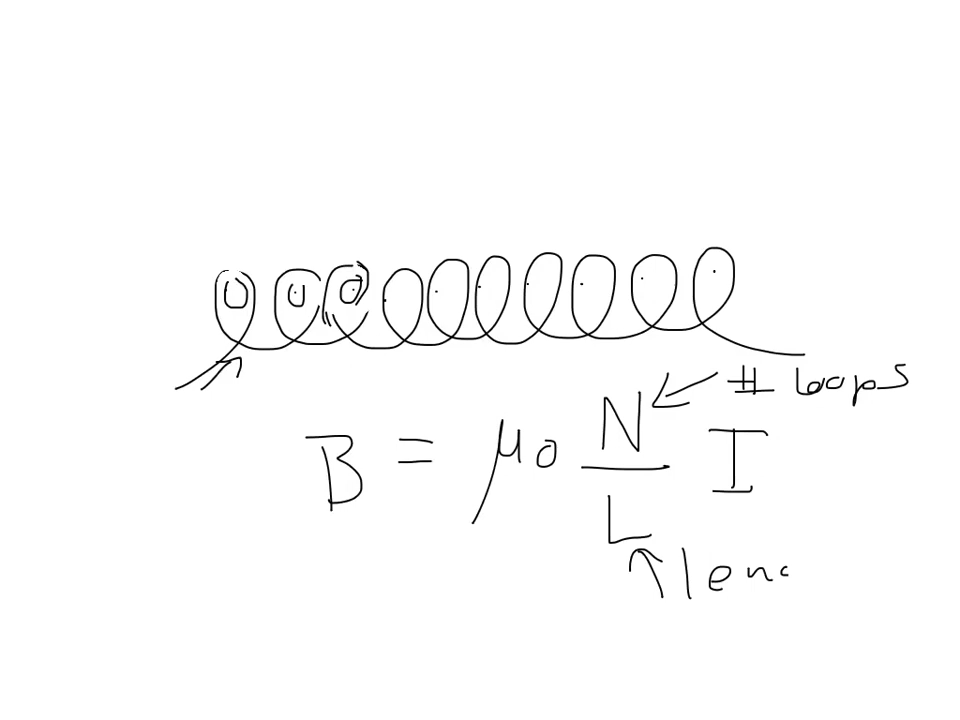 # loops
B = μ0 N/L I
len